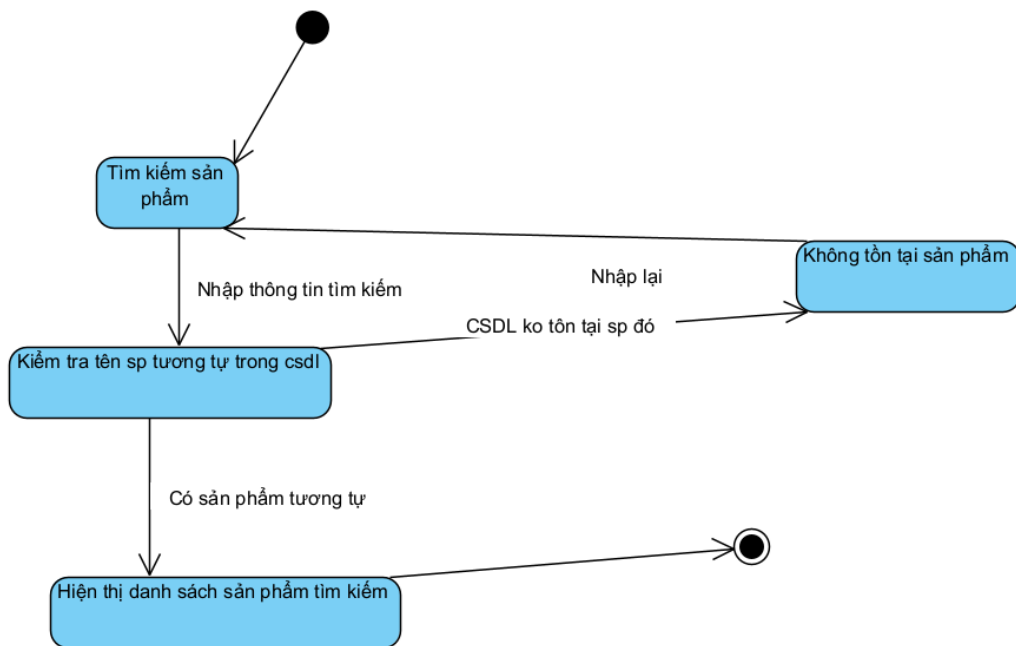 Tìm kiếm sản
phẩm
Không tồn tại sản phẩm
Nhập lại
Nhập thông tin tìm kiếm
CSDL ko tôn tại sp đó
Kiểm tra tên sp tương tự trong csdl
Có sản phẩm tương tự
Hiện thị danh sách sản phẩm tìm kiếm